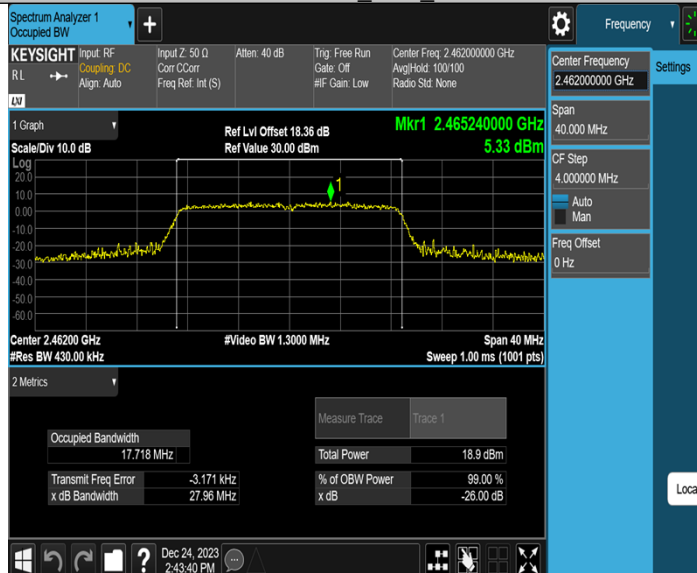 Spectrum Analyzer 1
Occupied BW
Frequency
KEYSIGHT
Input: RF
Coupling: DC
Align: Auto
Input Z: 50 Ω
Corr CCorr
Freq Ref: Int (S)
Atten: 40 dB
Trig: Free Run
Gate: Off
#IF Gain: Low
Center Freq: 2.462000000 GHz
Avg|Hold: 100/100
Radio Std: None
RL
LXI
Center Frequency
2.462000000 GHz
Settings
Span
40.000 MHz
CF Step
4.000000 MHz
Auto
Man
Freq Offset
0 Hz
1 Graph
Scale/Div 10.0 dB
Ref Lvl Offset 18.36 dB
Ref Value 30.00 dBm
Mkr1 2.465240000 GHz
5.33 dBm
Log
20.0
10.0
0.00
-10.0
-20.0
-30.0
-40.0
-50.0
-60.0
1
Center 2.46200 GHz
#Res BW 430.00 kHz
#Video BW 1.3000 MHz
Span 40 MHz
Sweep 1.00 ms (1001 pts)
2 Metrics
Measure Trace
Trace 1
Occupied Bandwidth
17.718 MHz
Total Power
18.9 dBm
Transmit Freq Error
-3.171 kHz
% of OBW Power
99.00 %
x dB Bandwidth
27.96 MHz
x dB
-26.00 dB
Loca
?
Dec 24, 2023
2:43:40 PM